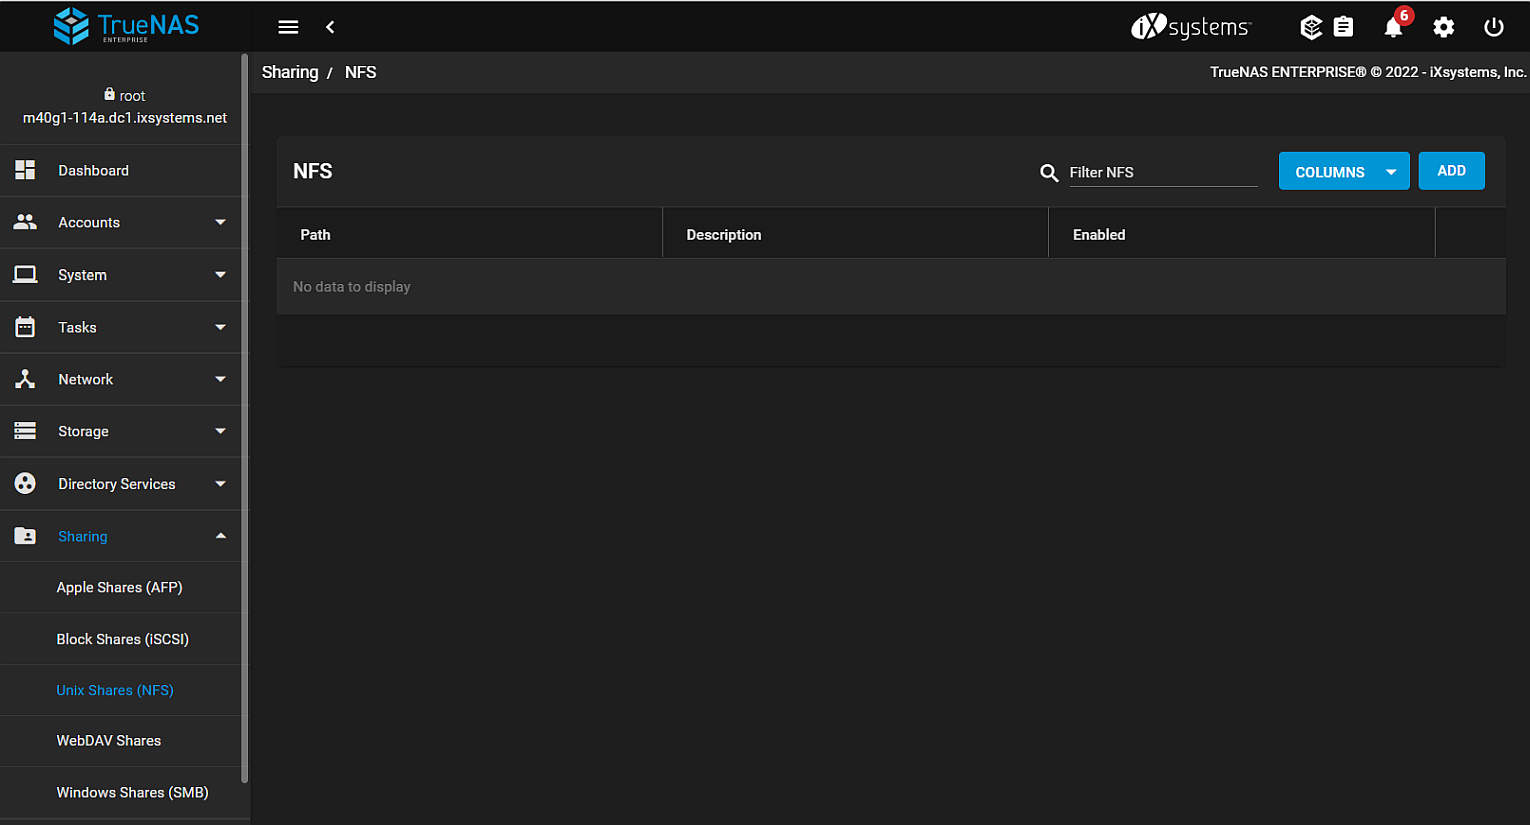 TrueNAS
ENTERPRISE
iXsystems
6
Sharing / NFS
TrueNAS ENTERPRISE® © 2022 - iXsystems, Inc.
root
m40g1-114a.dc1.ixsystems.net
Dashboard
Accounts
System
Tasks
Network
Storage
Directory Services
Sharing
Apple Shares (AFP)
Block Shares (iSCSI)
Unix Shares (NFS)
WebDAV Shares
Windows Shares (SMB)
NFS
Filter NFS
COLUMNS
ADD
Path Description Enabled
No data to display